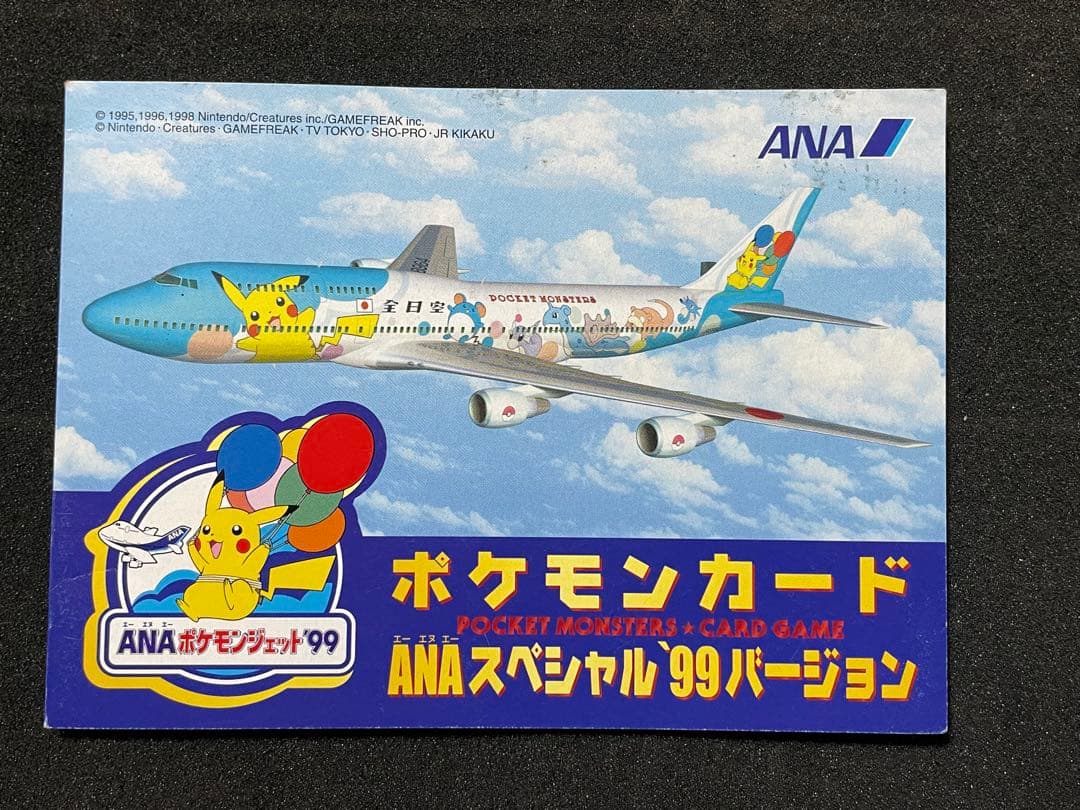 © 1995,1996,1998 Nintendo/Creatures inc./GAMEFREAK inc.
© Nintendo・Creatures・GAMEFREAK・TV TOKYO・SHO-PRO・JR KIKAKU
ANA
POCKET MONSTERS
全日空
ANA
エー エヌ エー
ANAポケモンジェット'99
ポケモンカード
POCKET MONSTERS★CARD GAME
エー エヌ エー
ANAスペシャル'99バージョン